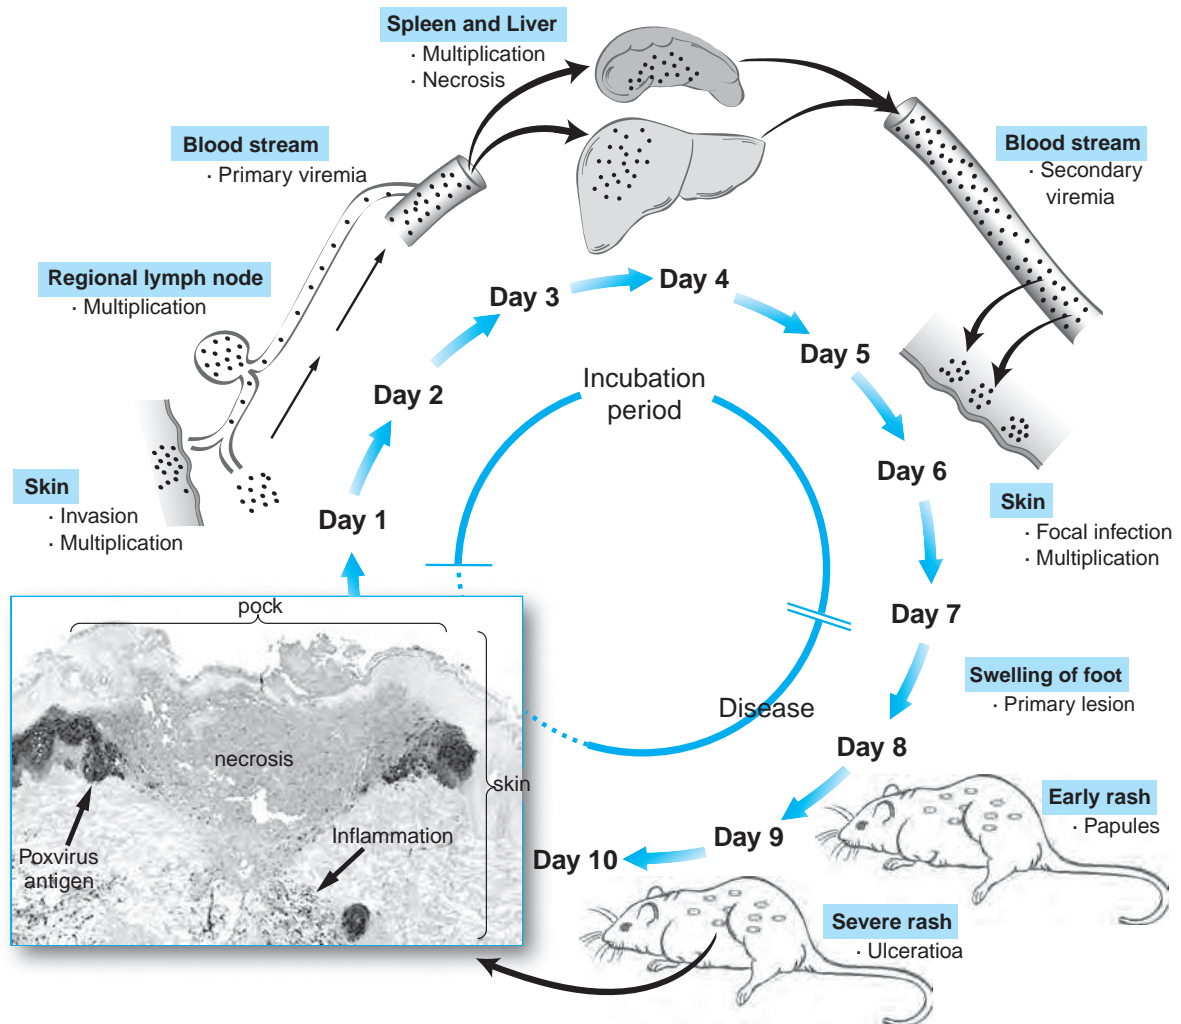 Spleen and Liver
· Multiplication
· Necrosis
Blood stream
· Primary viremia
Blood stream
· Secondary
viremia
Regional lymph node
· Multiplication
Skin
· Invasion
· Multiplication
Day 1
Day 2
Day 3
Day 4
Day 5
Day 6
Day 7
Day 8
Day 9
Day 10
Incubation
period
Disease
Skin
· Focal infection
· Multiplication
Swelling of foot
· Primary lesion
Early rash
· Papules
Severe rash
· Ulceratioa
pock
necrosis
skin
Inflammation
Poxvirus
antigen